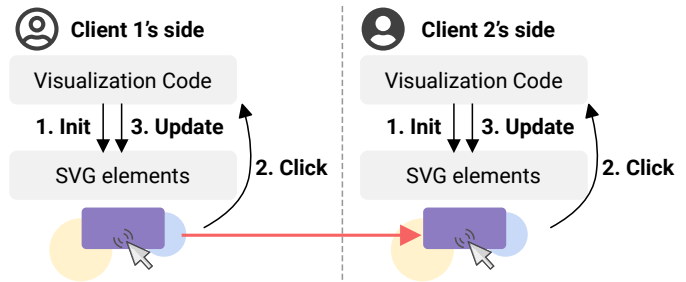 Client 1’s side
Visualization Code
1. Init
3. Update
2. Click
SVG elements
Client 2’s side
Visualization Code
1. Init
3. Update
2. Click
SVG elements